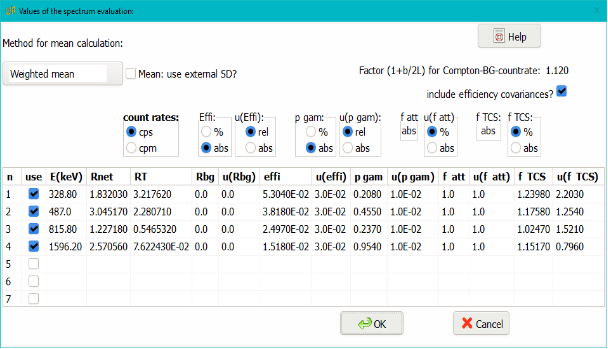 Values of the spectrum evaluation:
Method for mean calculation:
Help
Weighted mean
Mean: use external SD?
Factor (1+b/2L) for Compton-BG-countrate: 1.120
include efficiency covariances?
count rates: Effi: u(Effi): p gam: u(p gam): f att u(f att) f TCS: u(f TCS):
cps % rel % rel abs % abs %
cpm abs abs abs abs abs abs
n use E(keV) Rnet RT Rbg u(Rbg) effi u(effi) p gam u(p gam) f att u(f att) f TCS u(f TCS)
1 328.80 1.832030 3.217620 0.0 0.0 5.3040E-02 3.0E-02 0.2080 1.0E-02 1.0 1.0 1.23980 2.2030
2 487.0 3.045170 2.280710 0.0 0.0 3.8180E-02 3.0E-02 0.4550 1.0E-02 1.0 1.0 1.17580 1.2540
3 815.80 1.227180 0.5465320 0.0 0.0 2.4970E-02 3.0E-02 0.2370 1.0E-02 1.0 1.0 1.02470 1.5210
4 1596.20 2.570560 7.622430E-02 0.0 0.0 1.5180E-02 3.0E-02 0.9540 1.0E-02 1.0 1.0 1.15170 0.7960
5
6
7
OK Cancel